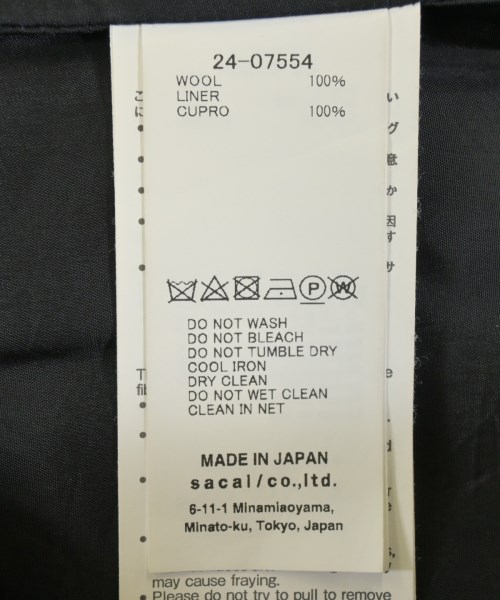 24-07554
WOOL 100%
LINER
CUPRO 100%
P W
DO NOT WASH
DO NOT BLEACH
DO NOT TUMBLE DRY
COOL IRON
DRY CLEAN
DO NOT WET CLEAN
CLEAN IN NET
MADE IN JAPAN
sacai/co.,ltd.
6-11-1 Minamiaoyama,
Minato-ku, Tokyo, Japan
may cause fraying.
• Please do not try to pull to remove